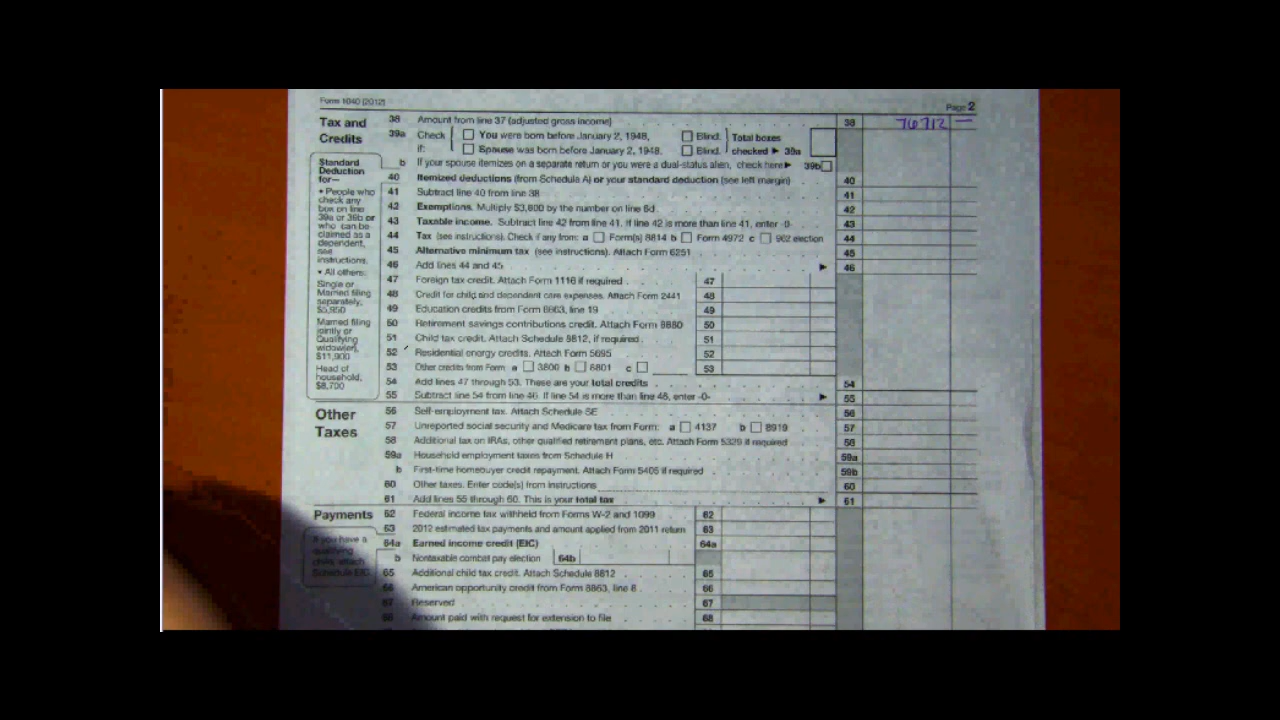 Form 1040 (2012) Page 2
Tax and Credits
38 Amount from line 37 (adjusted gross income) 38 76712 —
39a Check if: You were born before January 2, 1948, Blind. Total boxes
Spouse was born before January 2, 1948, Blind. checked ▶ 39a
b If your spouse itemizes on a separate return or you were a dual-status alien, check here ▶ 39b
Standard Deduction for—
• People who check any box on line 39a or 39b or who can be claimed as a dependent, see instructions.
• All others:
Single or Married filing separately, $5,950
Married filing jointly or Qualifying widow(er), $11,900
Head of household, $8,700
40 Itemized deductions (from Schedule A) or your standard deduction (see left margin) 40
41 Subtract line 40 from line 38 41
42 Exemptions. Multiply $3,800 by the number on line 6d 42
43 Taxable income. Subtract line 42 from line 41. If line 42 is more than line 41, enter -0- 43
44 Tax (see instructions). Check if any from: a Form(s) 8814 b Form 4972 c 962 election 44
45 Alternative minimum tax (see instructions). Attach Form 6251 45
46 Add lines 44 and 45 ▶ 46
47 Foreign tax credit. Attach Form 1116 if required 47
48 Credit for child and dependent care expenses. Attach Form 2441 48
49 Education credits from Form 8863, line 19 49
50 Retirement savings contributions credit. Attach Form 8880 50
51 Child tax credit. Attach Schedule 8812, if required 51
52 Residential energy credits. Attach Form 5695 52
53 Other credits from Form: a 3800 b 8801 c 53
54 Add lines 47 through 53. These are your total credits 54
55 Subtract line 54 from line 46. If line 54 is more than line 46, enter -0- ▶ 55
Other Taxes
56 Self-employment tax. Attach Schedule SE 56
57 Unreported social security and Medicare tax from Form: a 4137 b 8919 57
58 Additional tax on IRAs, other qualified retirement plans, etc. Attach Form 5329 if required 58
59a Household employment taxes from Schedule H 59a
b First-time homebuyer credit repayment. Attach Form 5405 if required 59b
60 Other taxes. Enter code(s) from instructions 60
61 Add lines 55 through 60. This is your total tax ▶ 61
Payments
62 Federal income tax withheld from Forms W-2 and 1099 62
63 2012 estimated tax payments and amount applied from 2011 return 63
If you have a qualifying child, attach Schedule EIC.
64a Earned income credit (EIC) 64a
b Nontaxable combat pay election 64b
65 Additional child tax credit. Attach Schedule 8812 65
66 American opportunity credit from Form 8863, line 8 66
67 Reserved 67
68 Amount paid with request for extension to file 68